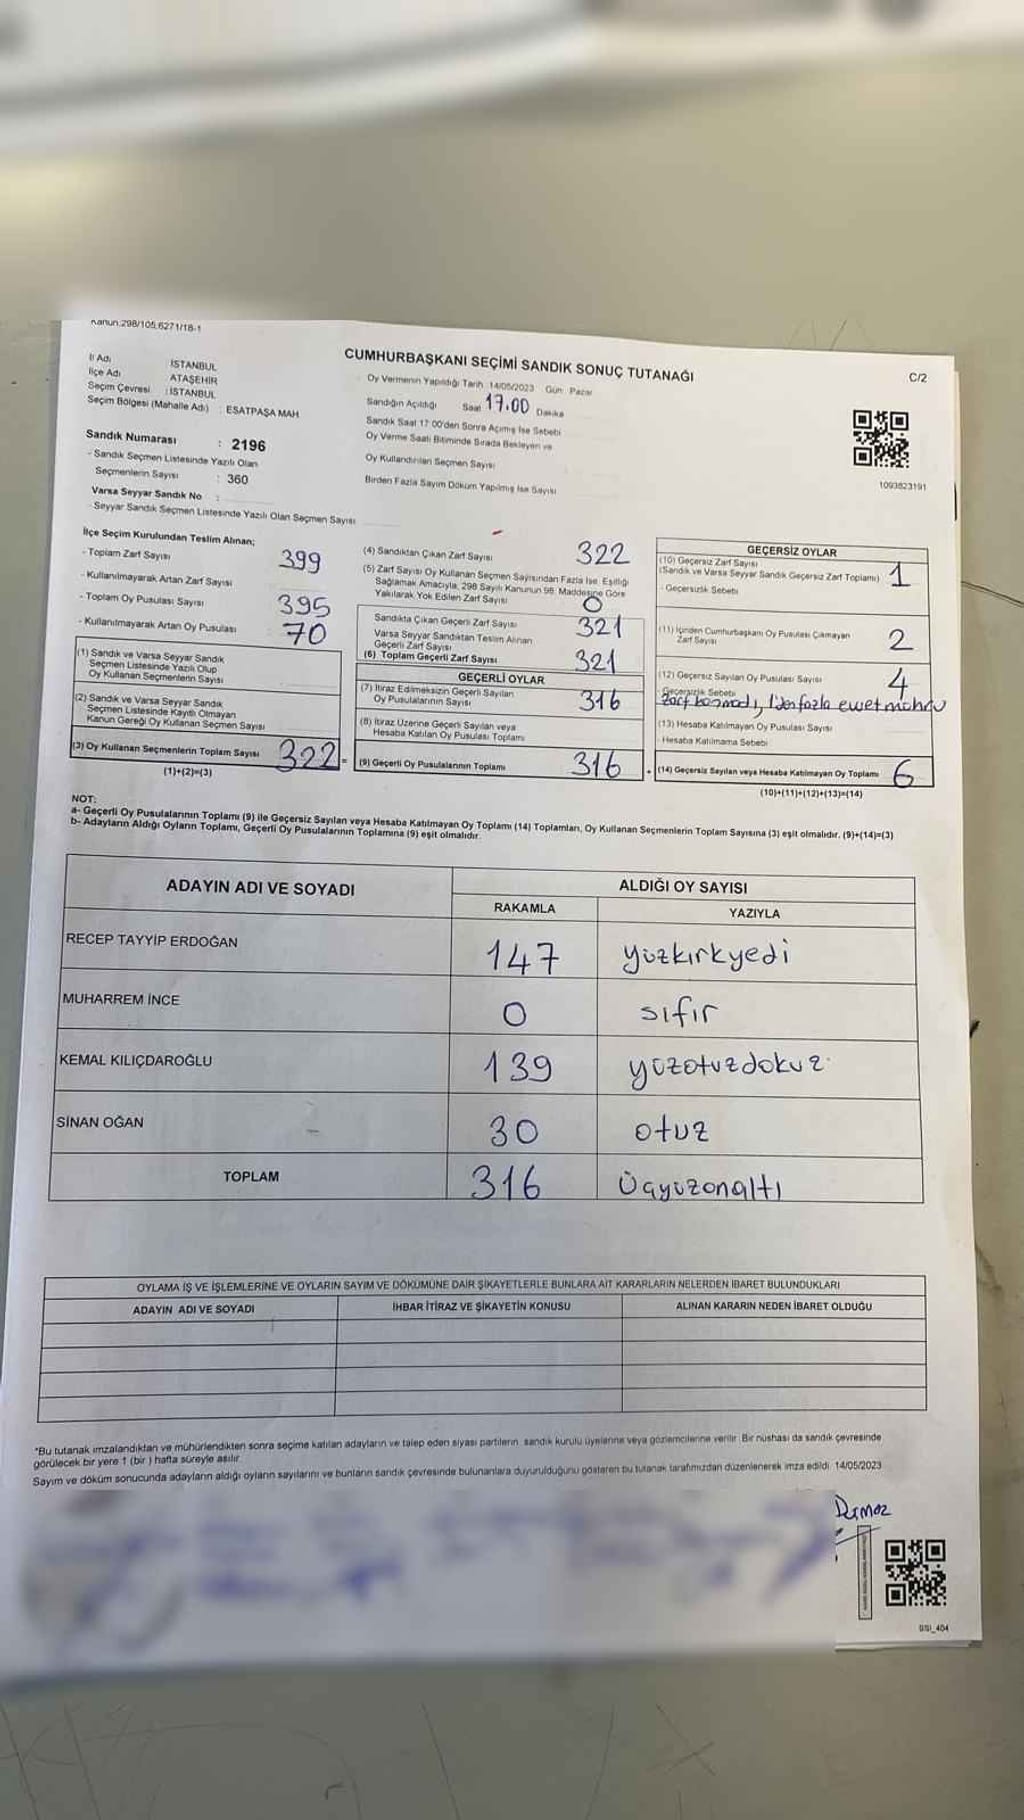 Kanun:298/105,6271/18-1
CUMHURBAŞKANI SEÇİMİ SANDIK SONUÇ TUTANAĞI
C/2
İl Adı İSTANBUL
İlçe Adı ATAŞEHİR
Seçim Çevresi : İSTANBUL
Seçim Bölgesi (Mahalle Adı) : ESATPAŞA MAH.
Sandık Numarası : 2196
- Sandık Seçmen Listesinde Yazılı Olan
Seçmenlerin Sayısı : 360
Varsa Seyyar Sandık No :
- Seyyar Sandık Seçmen Listesinde Yazılı Olan Seçmen Sayısı
Oy Vermenin Yapıldığı Tarih 14/05/2023 Gün: Pazar
Sandığın Açıldığı Saat 17.00 Dakika
Sandık Saat 17:00'den Sonra Açımış İse Sebebi
Oy Verme Saati Bitiminde Sırada Bekleyen ve
Oy Kullandırılan Seçmen Sayısı
Birden Fazla Sayım Döküm Yapılmış İse Sayısı
1093823191
İlçe Seçim Kurulundan Teslim Alınan;
- Toplam Zarf Sayısı 399
- Kullanılmayarak Artan Zarf Sayısı
- Toplam Oy Pusulası Sayısı 395
- Kullanılmayarak Artan Oy Pusulası 70
(1) Sandık ve Varsa Seyyar Sandık
Seçmen Listesinde Yazılı Olup
Oy Kullanan Seçmenlerin Sayısı
(2) Sandık ve Varsa Seyyar Sandık
Seçmen Listesinde Kayıtlı Olmayan
Kanun Gereği Oy Kullanan Seçmen Sayısı
(3) Oy Kullanan Seçmenlerin Toplam Sayısı 322 =
(1)+(2)=(3)
(4) Sandıktan Çıkan Zarf Sayısı 322
(5) Zarf Sayısı Oy Kullanan Seçmen Sayısından Fazla İse, Eşitliği
Sağlamak Amacıyla, 298 Sayılı Kanunun 98. Maddesine Göre
Yakılarak Yok Edilen Zarf Sayısı 0
Sandıkta Çıkan Geçerli Zarf Sayısı 321
Varsa Seyyar Sandıktan Teslim Alınan
Geçerli Zarf Sayısı
(6) Toplam Geçerli Zarf Sayısı 321
GEÇERLİ OYLAR
(7) İtiraz Edilmeksizin Geçerli Sayılan
Oy Pusulalarının Sayısı 316
(8) İtiraz Üzerine Geçerli Sayılan veya
Hesaba Katılan Oy Pusulası Toplamı
(9) Geçerli Oy Pusulalarının Toplamı 316 +
GEÇERSİZ OYLAR
(10) Geçersiz Zarf Sayısı
(Sandık ve Varsa Seyyar Sandık Geçersiz Zarf Toplamı) 1
- Geçersizlik Sebebi
(11) İçinden Cumhurbaşkanı Oy Pusulası Çıkmayan
Zarf Sayısı 2
(12) Geçersiz Sayılan Oy Pusulası Sayısı 4
- Geçersizlik Sebebi
(13) Hesaba Katılmayan Oy Pusulası Sayısı
- Hesaba Katılmama Sebebi
(14) Geçersiz Sayılan veya Hesaba Katılmayan Oy Toplamı 6
(10)+(11)+(12)+(13)=(14)
NOT:
a- Geçerli Oy Pusulalarının Toplamı (9) ile Geçersiz Sayılan veya Hesaba Katılmayan Oy Toplamı (14) Toplamları, Oy Kullanan Seçmenlerin Toplam Sayısına (3) eşit olmalıdır. (9)+(14)=(3)
b- Adayların Aldığı Oyların Toplamı, Geçerli Oy Pusulalarının Toplamına (9) eşit olmalıdır.
ADAYIN ADI VE SOYADI ALDIĞI OY SAYISI
RAKAMLA YAZIYLA
RECEP TAYYİP ERDOĞAN 147 yüzkırkyedi
MUHARREM İNCE 0 sıfır
KEMAL KILIÇDAROĞLU 139 yüzotuzdokuz
SİNAN OĞAN 30 otuz
TOPLAM 316 Üçyüzonaltı
OYLAMA İŞ VE İŞLEMLERİNE VE OYLARIN SAYIM VE DÖKÜMÜNE DAİR ŞİKAYETLERLE BUNLARA AİT KARARLARIN NELERDEN İBARET BULUNDUKLARI
ADAYIN ADI VE SOYADI İHBAR İTİRAZ VE ŞİKAYETİN KONUSU ALINAN KARARIN NEDEN İBARET OLDUĞU
*Bu tutanak imzalandıktan ve mühürlendikten sonra seçime katılan adayların ve talep eden siyasi partilerin sandık kurulu üyelerine veya gözlemcilerine verilir. Bir nüshası da sandık çevresinde
görülecek bir yere 1 (bir) hafta süreyle asılır.
Sayım ve döküm sonucunda adayların aldığı oyların sayılarını ve bunların sandık çevresinde bulunanlara duyurulduğunu gösteren bu tutanak tarafımızdan düzenlenerek imza edildi. 14/05/2023